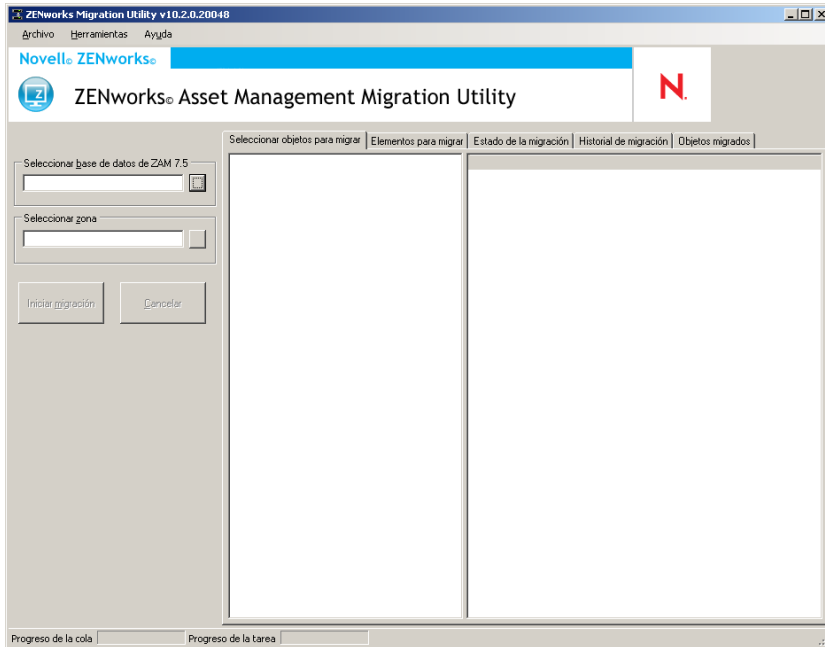 ZENworks Migration Utility v10.2.0.20048
Archivo Herramientas Ayuda
Novell® ZENworks®
ZENworks® Asset Management Migration Utility
N.
Seleccionar objetos para migrar Elementos para migrar Estado de la migración Historial de migración Objetos migrados
Seleccionar base de datos de ZAM 7.5
Seleccionar zona
Iniciar migración Cancelar
Progreso de la cola Progreso de la tarea